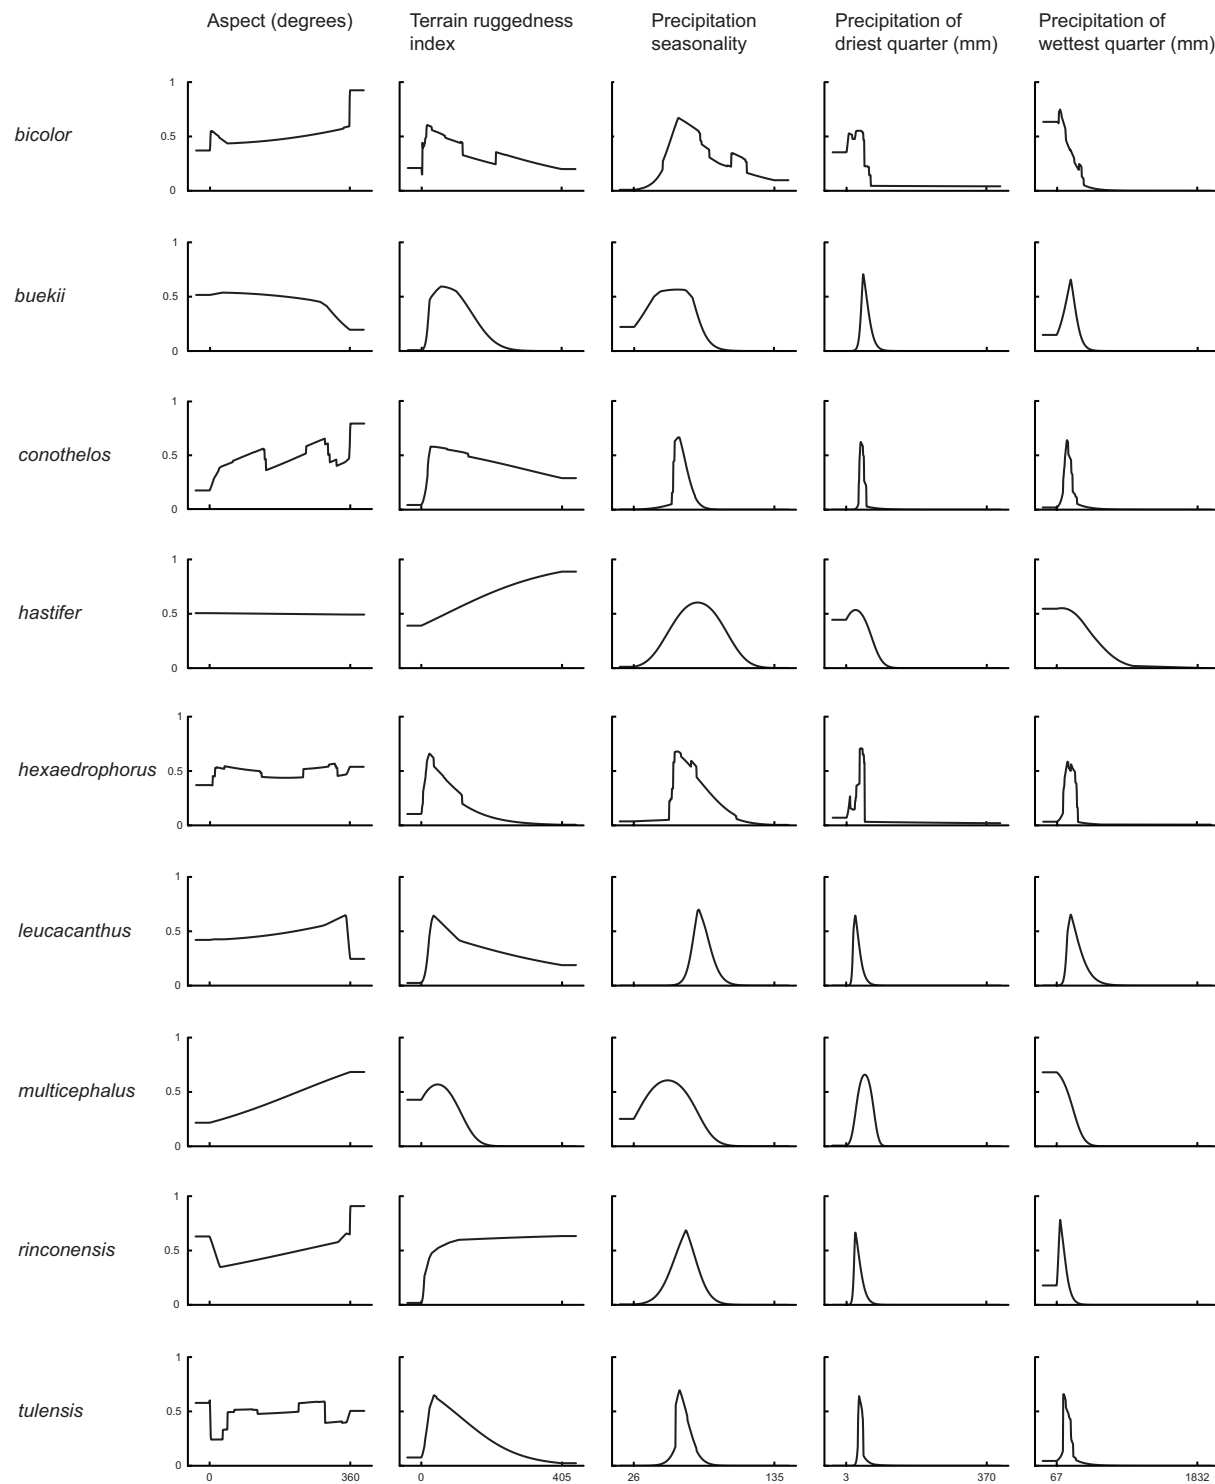 Aspect (degrees)
Terrain ruggedness
index
Precipitation
seasonality
Precipitation of
driest quarter (mm)
Precipitation of
wettest quarter (mm)
bicolor
1
0.5
0
buekii
1
0.5
0
conothelos
1
0.5
0
hastifer
1
0.5
0
hexaedrophorus
1
0.5
0
leucacanthus
1
0.5
0
multicephalus
1
0.5
0
rinconensis
1
0.5
0
tulensis
1
0.5
0
0 360 0 405 26 135 3 370 67 1832